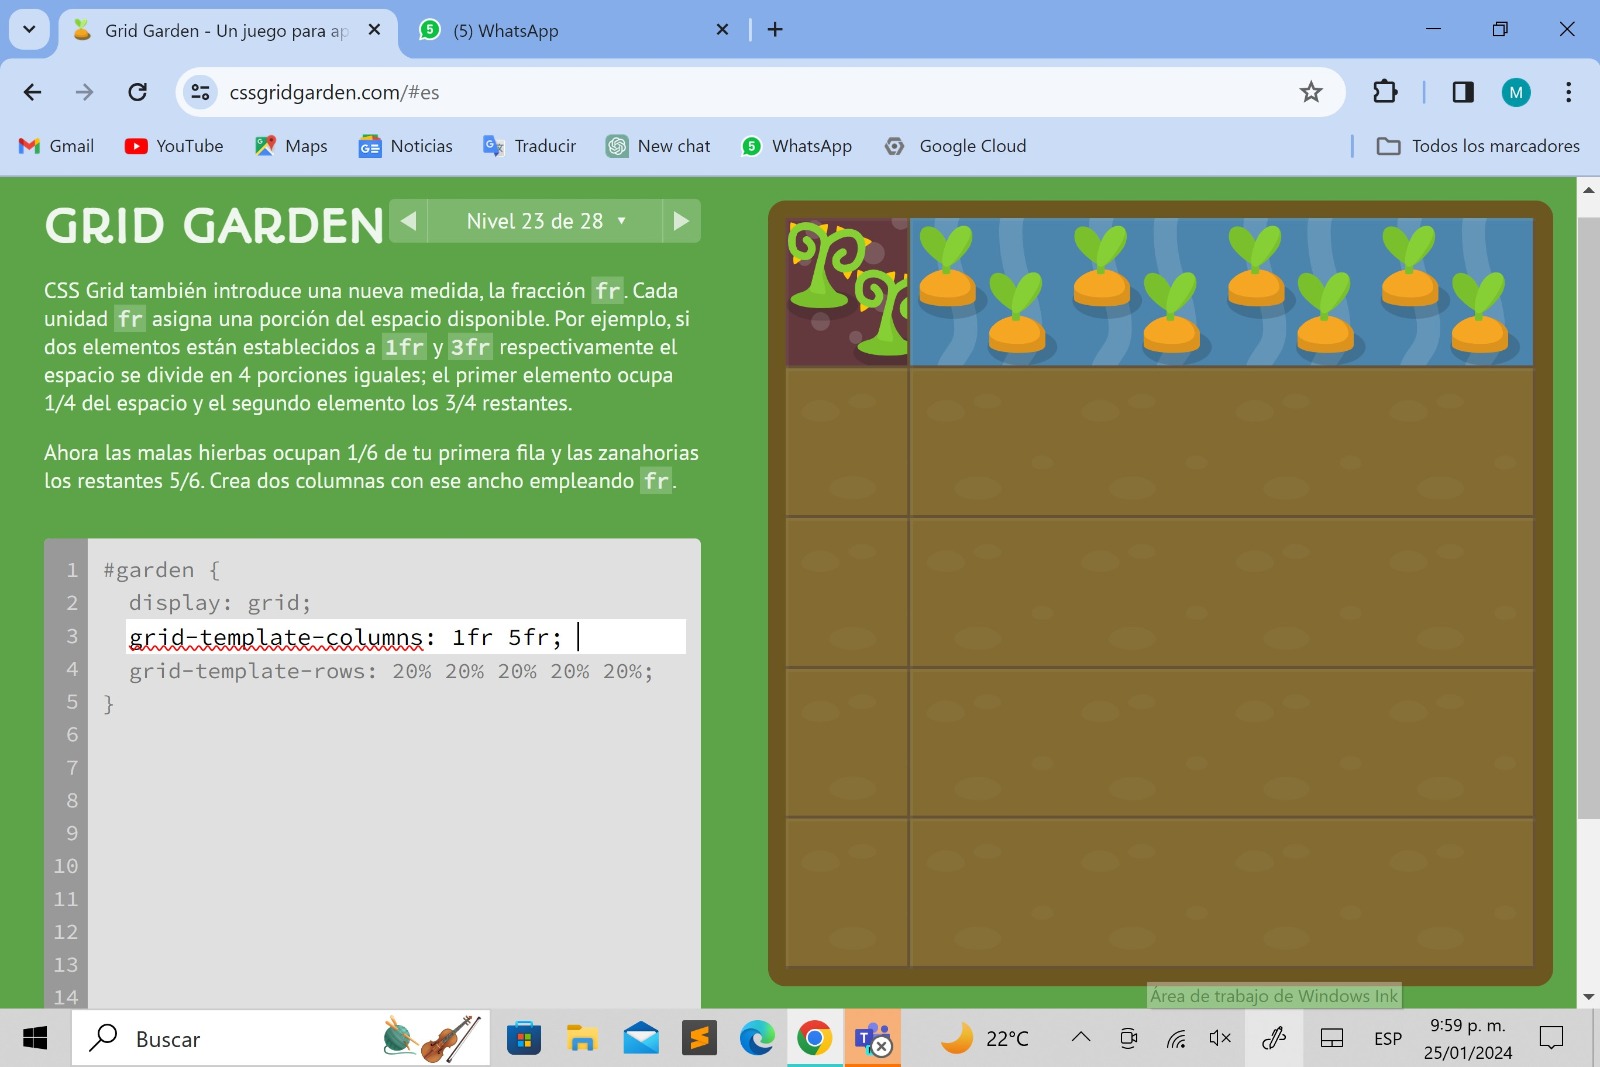 Grid Garden - Un juego para ap
5 (5) WhatsApp
cssgridgarden.com/#es
M
Gmail YouTube Maps Noticias Traducir New chat 5 WhatsApp Google Cloud Todos los marcadores
GRID GARDEN
Nivel 23 de 28
CSS Grid también introduce una nueva medida, la fracción fr. Cada
unidad fr asigna una porción del espacio disponible. Por ejemplo, si
dos elementos están establecidos a 1fr y 3fr respectivamente el
espacio se divide en 4 porciones iguales; el primer elemento ocupa
1/4 del espacio y el segundo elemento los 3/4 restantes.
Ahora las malas hierbas ocupan 1/6 de tu primera fila y las zanahorias
los restantes 5/6. Crea dos columnas con ese ancho empleando fr.
1 #garden {
2 display: grid;
3 grid-template-columns: 1fr 5fr;
4 grid-template-rows: 20% 20% 20% 20% 20%;
5 }
6
7
8
9
10
11
12
13
14
Área de trabajo de Windows Ink
Buscar
22°C
ESP
9:59 p. m.
25/01/2024